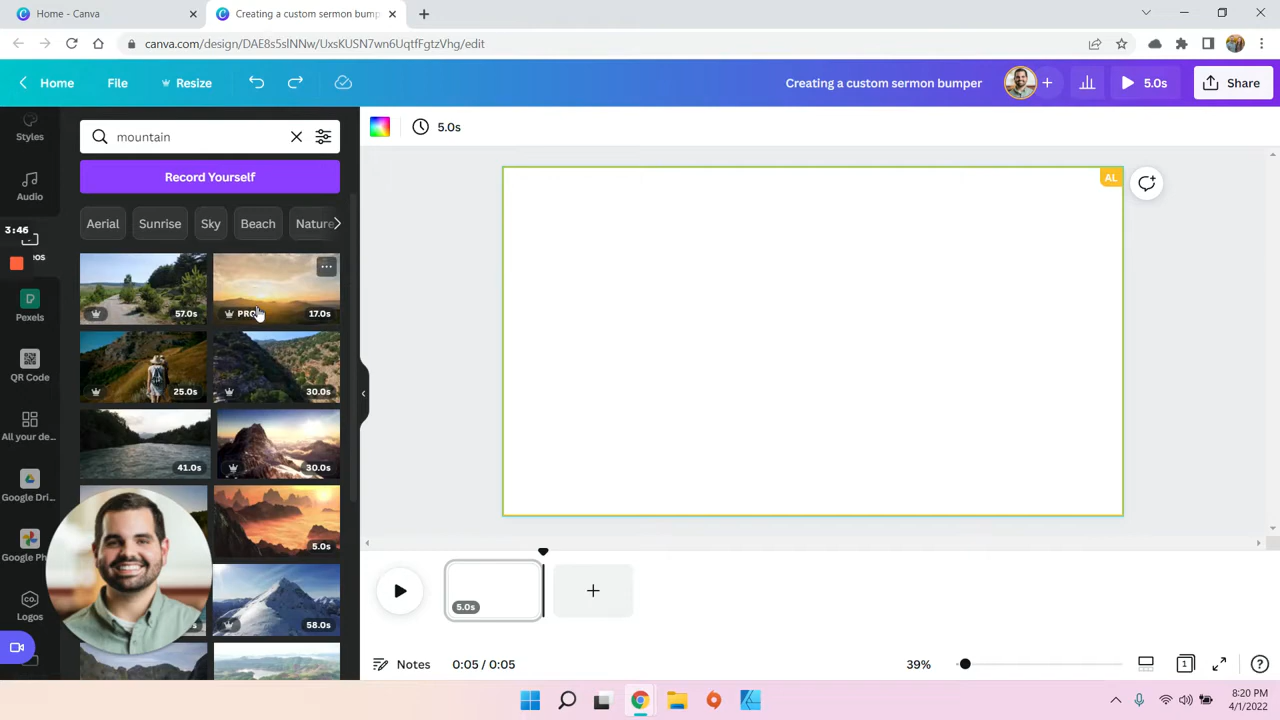 Home - Canva
Creating a custom sermon bump
canva.com/design/DAE8s5slNNw/UxsKUSN7wn6UqtfFgtzVhg/edit
Home File Resize Creating a custom sermon bumper 5.0s Share
Styles
Audio
3:46
eos
Pexels
QR Code
All your de...
Google Dri...
Google Ph
Logos
mountain
Record Yourself
Aerial Sunrise Sky Beach Nature
57.0s PRO 17.0s
25.0s 30.0s
41.0s 30.0s
5.0s
58.0s
5.0s
AL
5.0s
Notes 0:05 / 0:05 39% 1
8:20 PM
4/1/2022